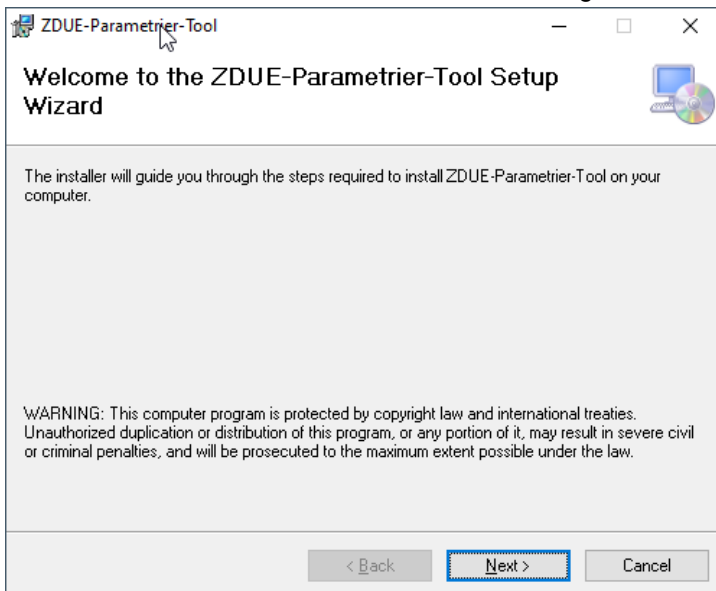 ZDUE-Parametrier-Tool
Welcome to the ZDUE-Parametrier-Tool Setup
Wizard
The installer will guide you through the steps required to install ZDUE-Parametrier-Tool on your
computer.
WARNING: This computer program is protected by copyright law and international treaties.
Unauthorized duplication or distribution of this program, or any portion of it, may result in severe civil
or criminal penalties, and will be prosecuted to the maximum extent possible under the law.
< Back Next > Cancel